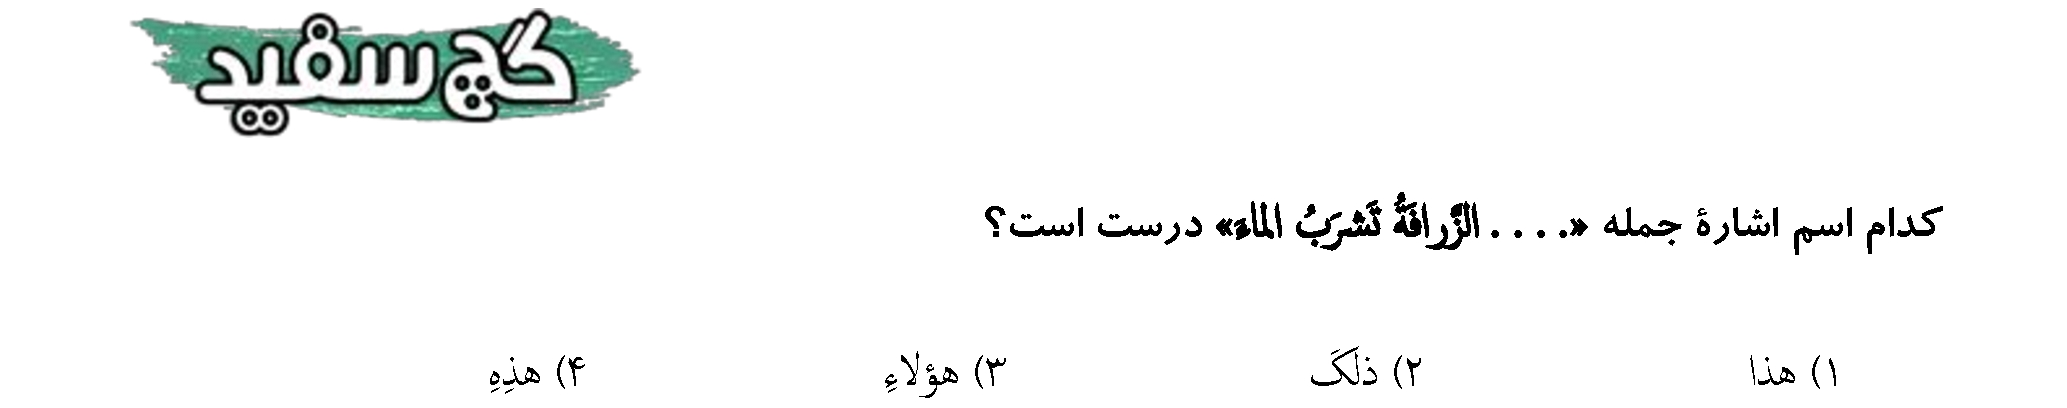 گچ سفید
کدام اسم اشارهٔ جمله «. . . . الزَّرافَةُ تَشرَبُ الماءَ» درست است؟
۱) هذا ۲) ذلَکَ ۳) هؤلاءِ ۴) هذِهِ